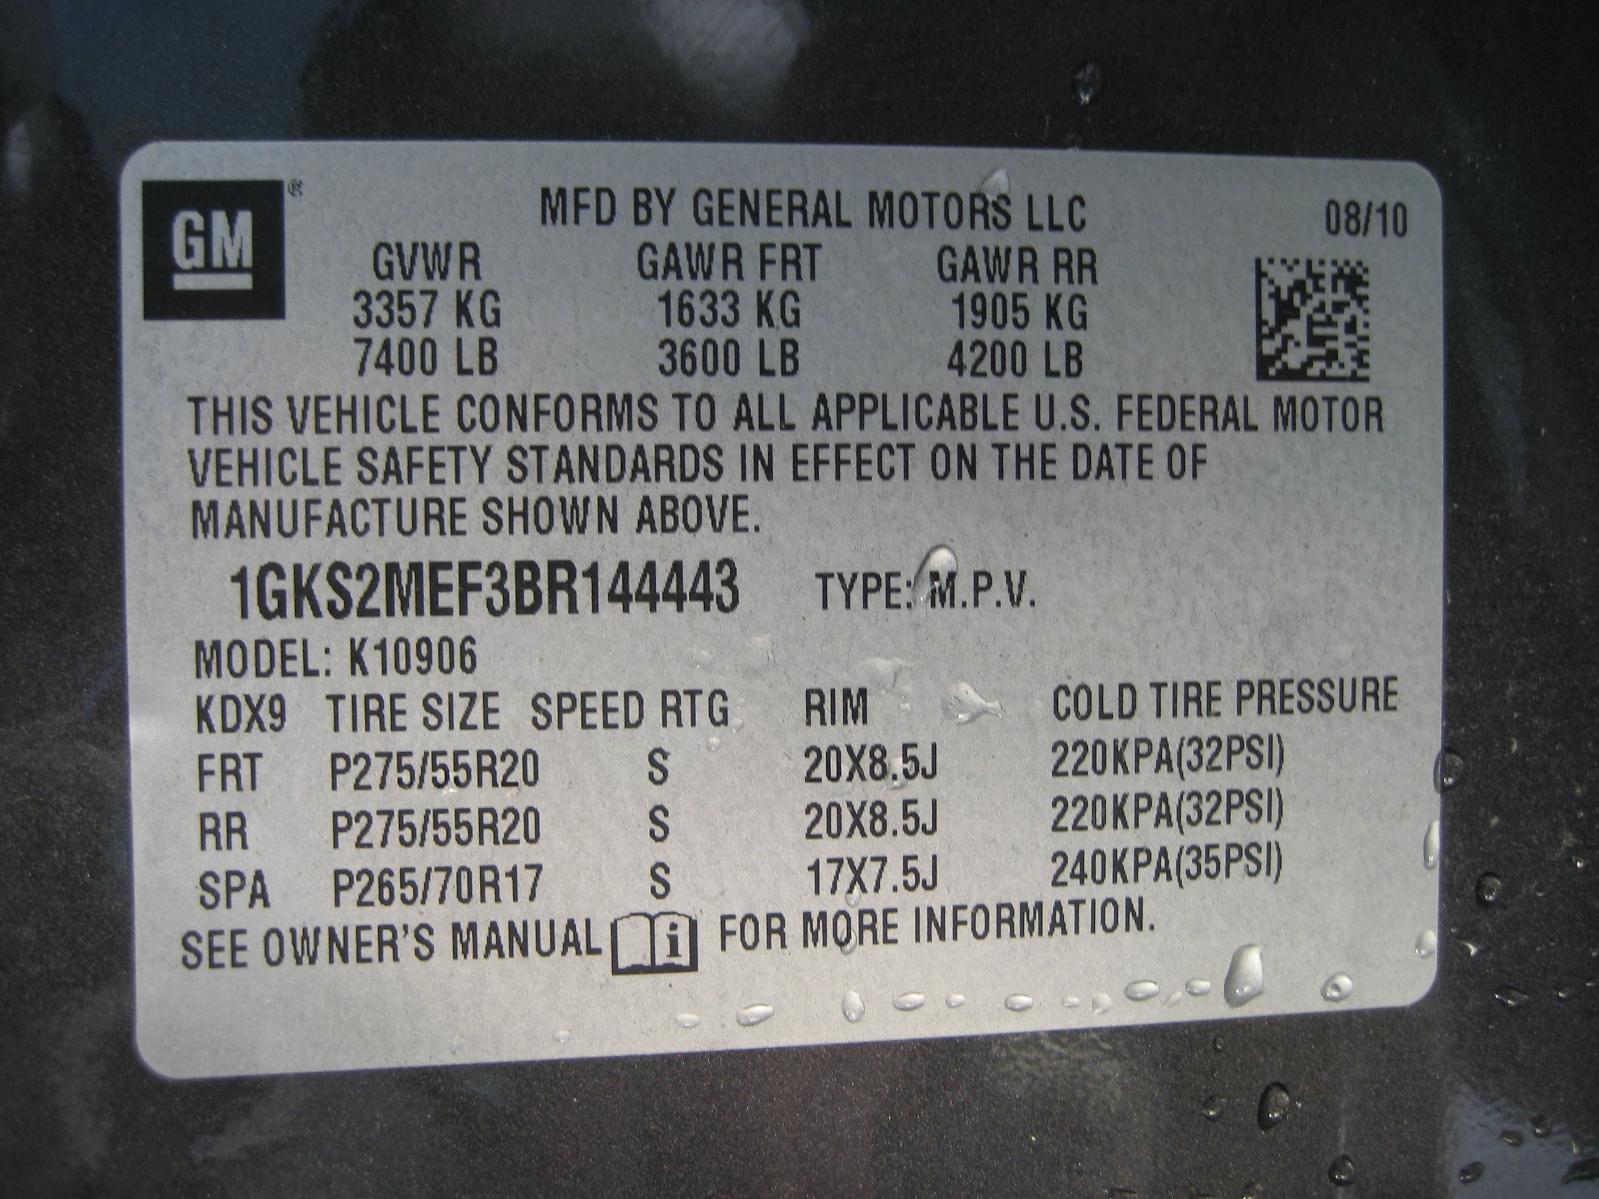 GM®
MFD BY GENERAL MOTORS LLC 08/10
GVWR GAWR FRT GAWR RR
3357 KG 1633 KG 1905 KG
7400 LB 3600 LB 4200 LB
THIS VEHICLE CONFORMS TO ALL APPLICABLE U.S. FEDERAL MOTOR
VEHICLE SAFETY STANDARDS IN EFFECT ON THE DATE OF
MANUFACTURE SHOWN ABOVE.
1GKS2MEF3BR144443 TYPE: M.P.V.
MODEL: K10906
KDX9 TIRE SIZE SPEED RTG RIM COLD TIRE PRESSURE
FRT P275/55R20 S 20X8.5J 220KPA(32PSI)
RR P275/55R20 S 20X8.5J 220KPA(32PSI)
SPA P265/70R17 S 17X7.5J 240KPA(35PSI)
SEE OWNER'S MANUAL i FOR MORE INFORMATION.